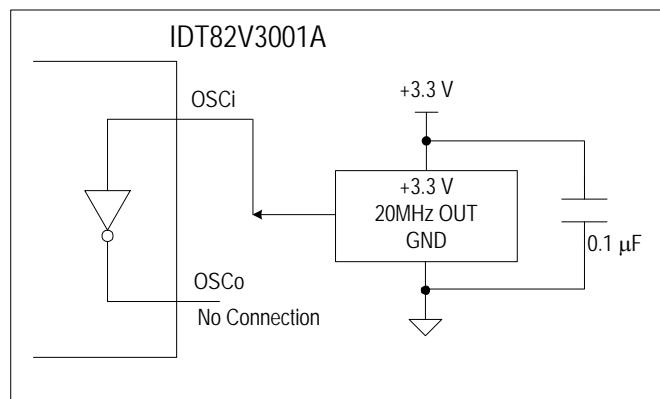 IDT82V3001A
OSCi
+3.3 V
+3.3 V
20MHz OUT
GND
0.1 µF
OSCo
No Connection